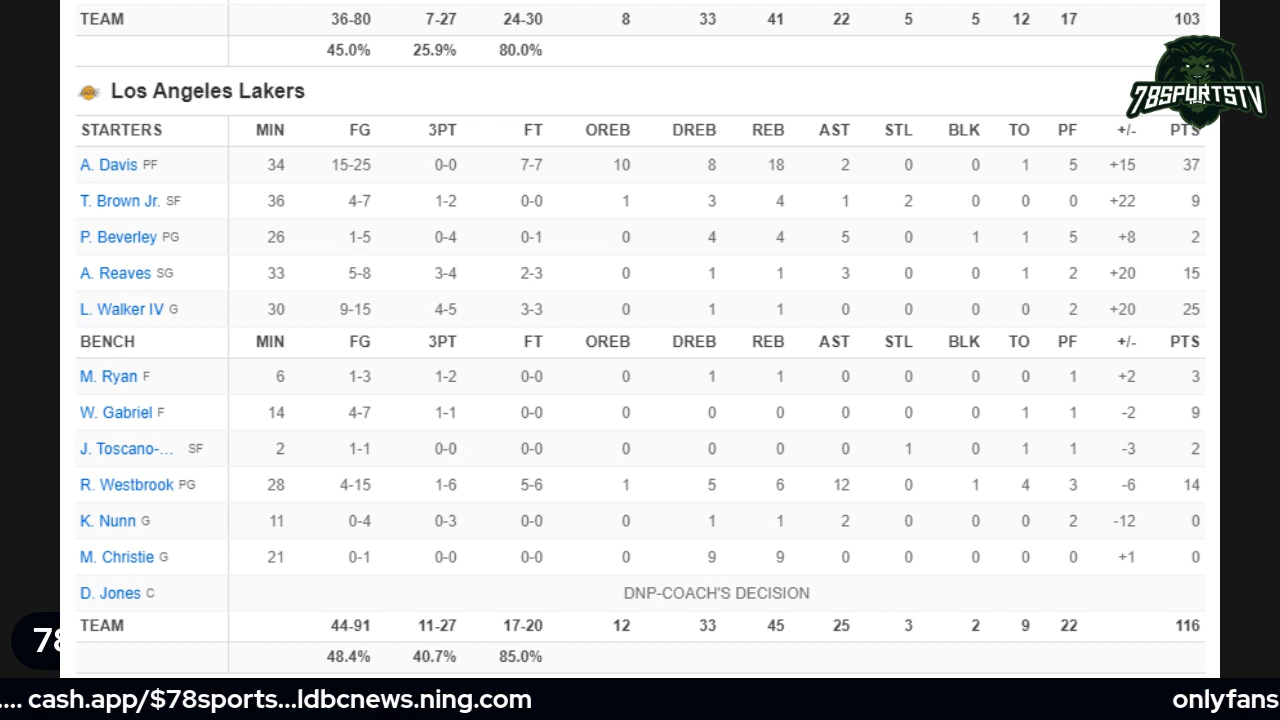 TEAM 36-80 7-27 24-30 8 33 41 22 5 5 12 17 103
45.0% 25.9% 80.0%
Los Angeles Lakers
78SPORTSTV
STARTERS MIN FG 3PT FT OREB DREB REB AST STL BLK TO PF +/- PTS
A. Davis PF 34 15-25 0-0 7-7 10 8 18 2 0 0 1 5 +15 37
T. Brown Jr. SF 36 4-7 1-2 0-0 1 3 4 1 2 0 0 0 +22 9
P. Beverley PG 26 1-5 0-4 0-1 0 4 4 5 0 1 1 5 +8 2
A. Reaves SG 33 5-8 3-4 2-3 0 1 1 3 0 0 1 2 +20 15
L. Walker IV G 30 9-15 4-5 3-3 0 1 1 0 0 0 0 2 +20 25
BENCH MIN FG 3PT FT OREB DREB REB AST STL BLK TO PF +/- PTS
M. Ryan F 6 1-3 1-2 0-0 0 1 1 0 0 0 0 1 +2 3
W. Gabriel F 14 4-7 1-1 0-0 0 0 0 0 0 0 1 1 -2 9
J. Toscano-... SF 2 1-1 0-0 0-0 0 0 0 0 1 0 1 1 -3 2
R. Westbrook PG 28 4-15 1-6 5-6 1 5 6 12 0 1 4 3 -6 14
K. Nunn G 11 0-4 0-3 0-0 0 1 1 2 0 0 0 2 -12 0
M. Christie G 21 0-1 0-0 0-0 0 9 9 0 0 0 0 0 +1 0
D. Jones C DNP-COACH'S DECISION
TEAM 44-91 11-27 17-20 12 33 45 25 3 2 9 22 116
78
48.4% 40.7% 85.0%
.... cash.app/$78sports...ldbcnews.ning.com onlyfans